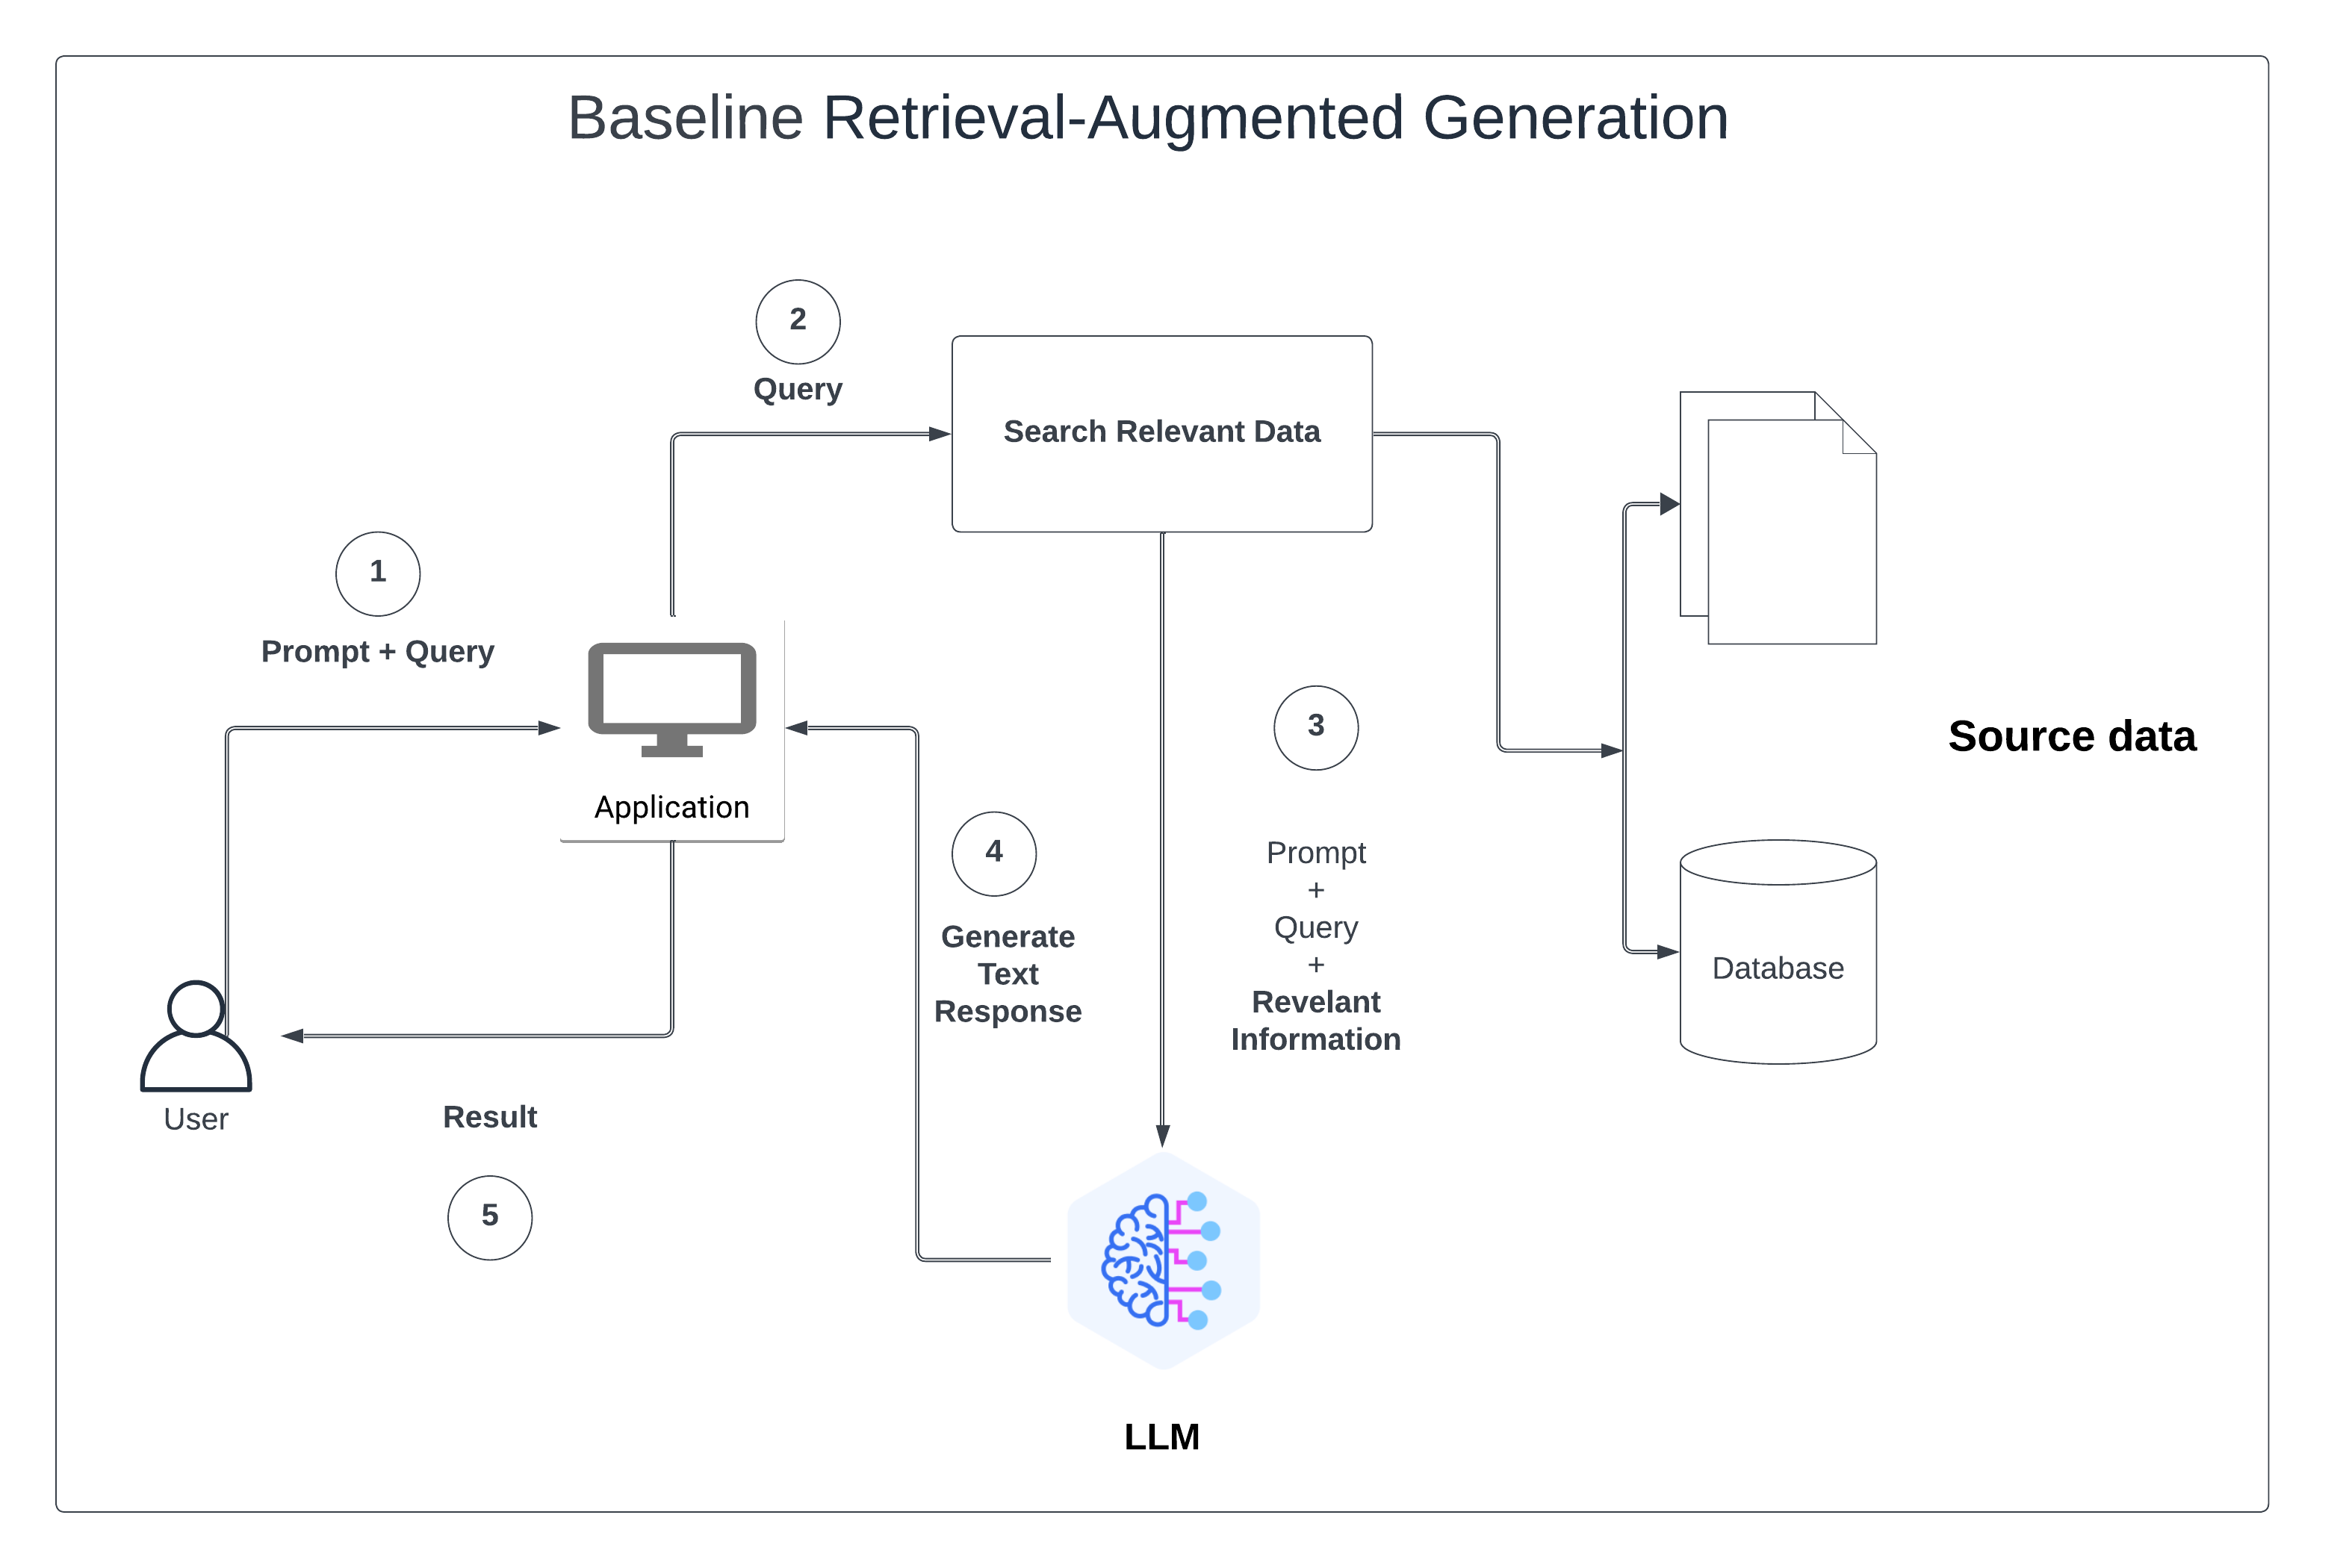 Baseline Retrieval-Augmented Generation
2
Query
Search Relevant Data
1
Prompt + Query
Application
3
Prompt
+
Query
+
Revelant
Information
Source data
4
Generate
Text
Response
Database
User
Result
5
LLM